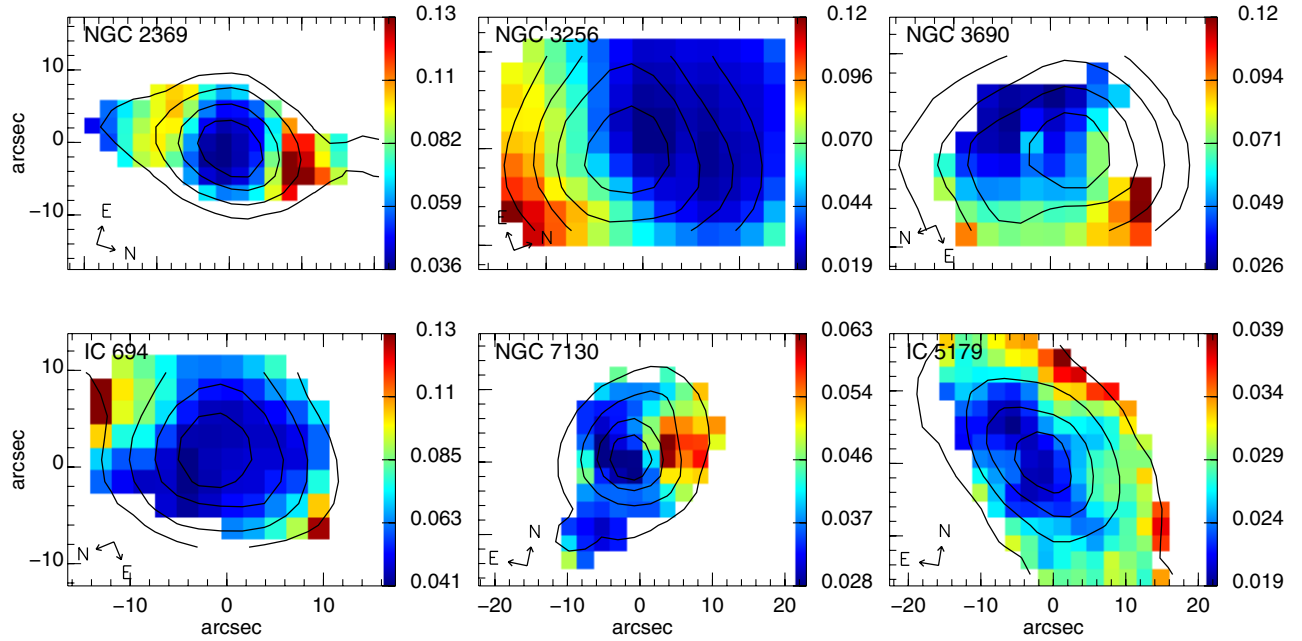 NGC 2369
0.13
0.11
0.082
0.059
0.036
10
0
−10
arcsec
E
N
NGC 3256
0.12
0.096
0.070
0.044
0.019
E
N
NGC 3690
0.12
0.094
0.071
0.049
0.026
N
E
IC 694
0.13
0.11
0.085
0.063
0.041
10
0
−10
arcsec
N
E
−10
0
10
arcsec
NGC 7130
0.063
0.054
0.046
0.037
0.028
E
N
−20
−10
0
10
20
arcsec
IC 5179
0.039
0.034
0.029
0.024
0.019
E
N
−20
−10
0
10
20
arcsec